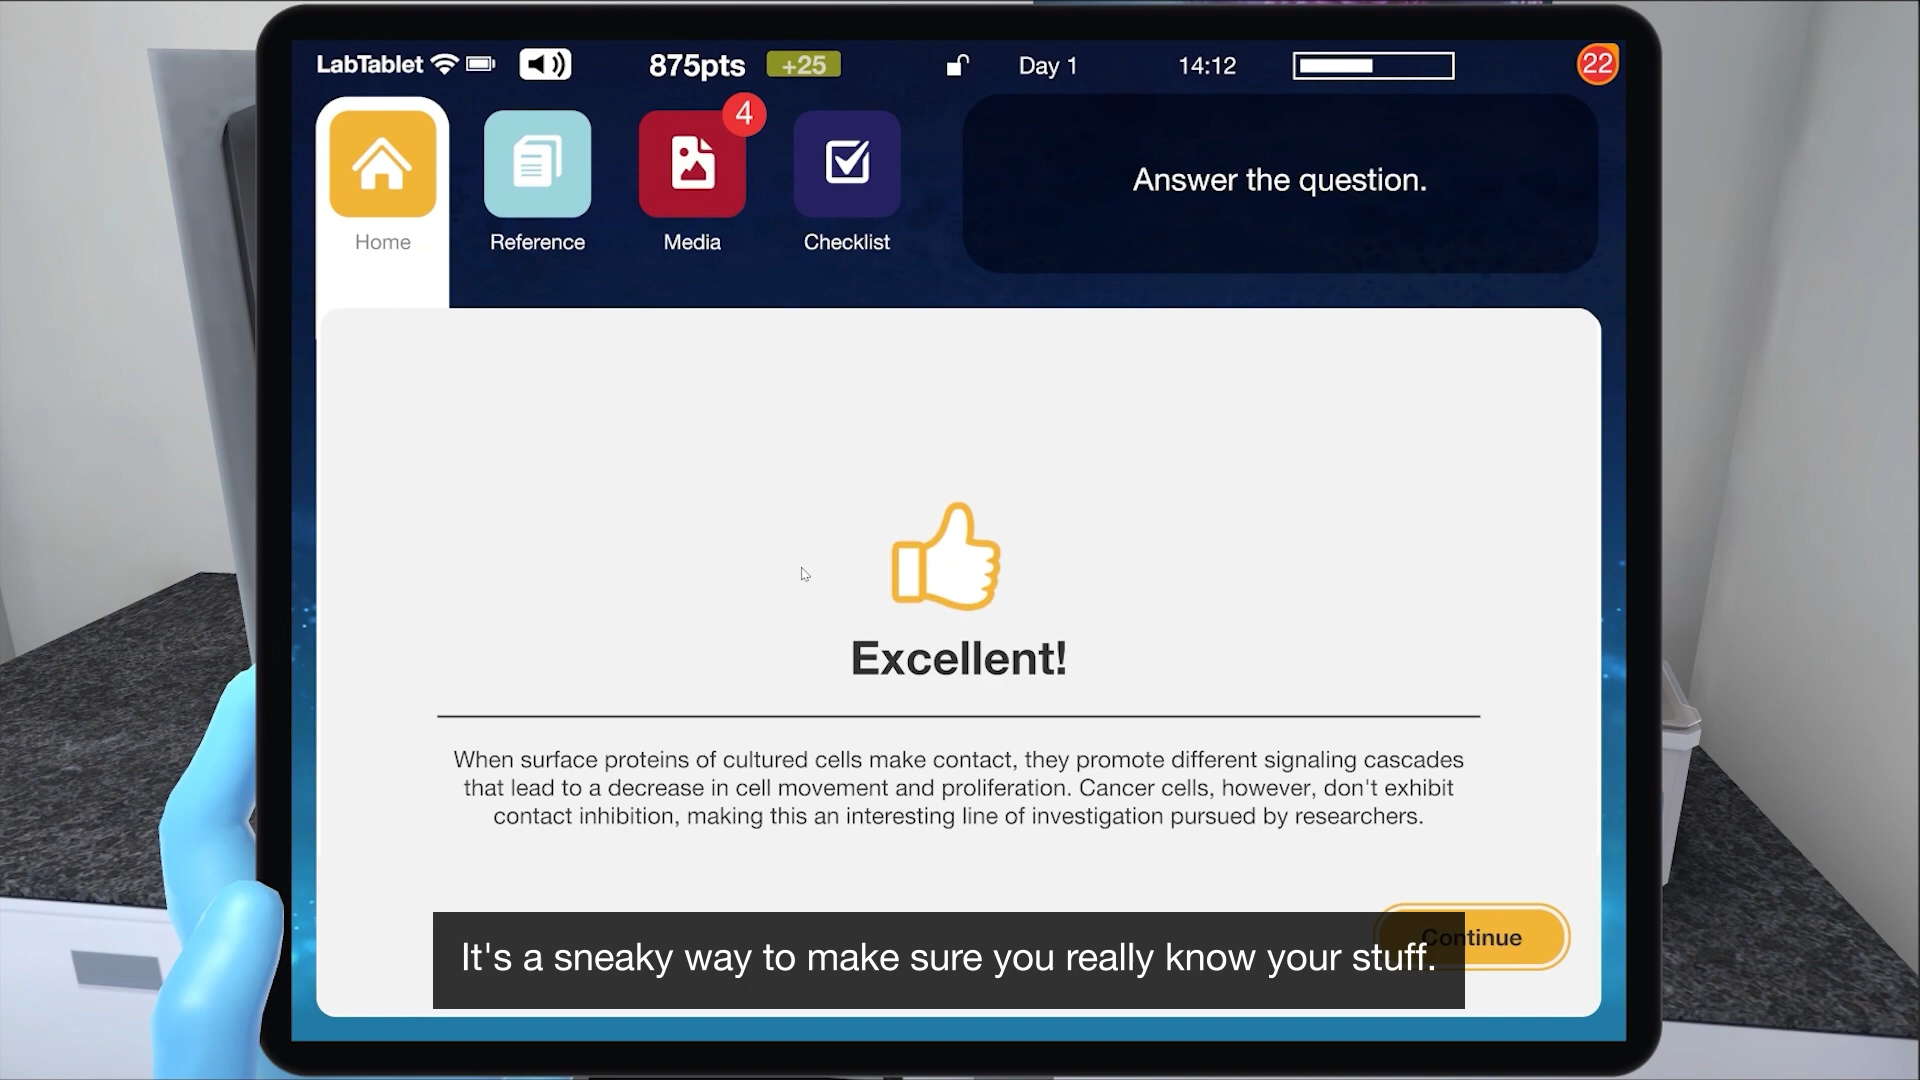 LabTablet
875pts
+25
Day 1
14:12
22
4
Home
Reference
Media
Checklist
Answer the question.
Excellent!
When surface proteins of cultured cells make contact, they promote different signaling cascades
that lead to a decrease in cell movement and proliferation. Cancer cells, however, don't exhibit
contact inhibition, making this an interesting line of investigation pursued by researchers.
Continue
It's a sneaky way to make sure you really know your stuff.